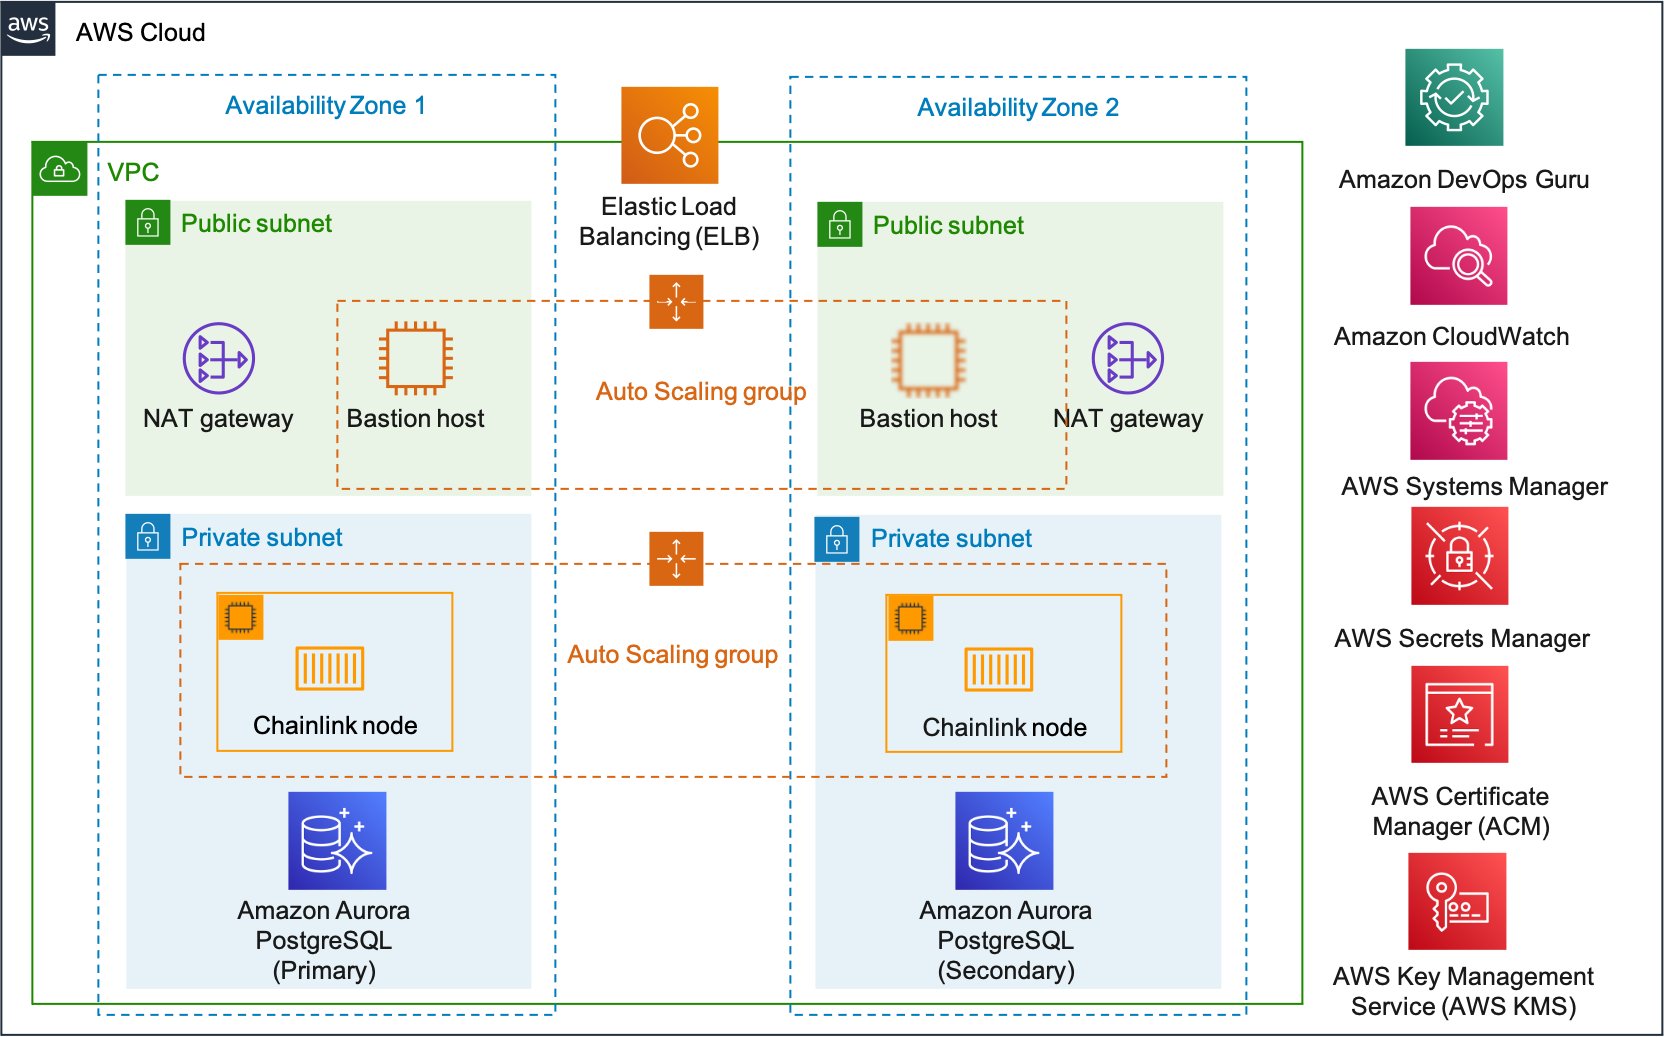 aws
AWS Cloud
Availability Zone 1
Availability Zone 2
VPC
Public subnet
Elastic Load
Balancing (ELB)
Public subnet
NAT gateway
Bastion host
Auto Scaling group
Bastion host
NAT gateway
Private subnet
Private subnet
Chainlink node
Auto Scaling group
Chainlink node
Amazon Aurora
PostgreSQL
(Primary)
Amazon Aurora
PostgreSQL
(Secondary)
Amazon DevOps Guru
Amazon CloudWatch
AWS Systems Manager
AWS Secrets Manager
AWS Certificate
Manager (ACM)
AWS Key Management
Service (AWS KMS)